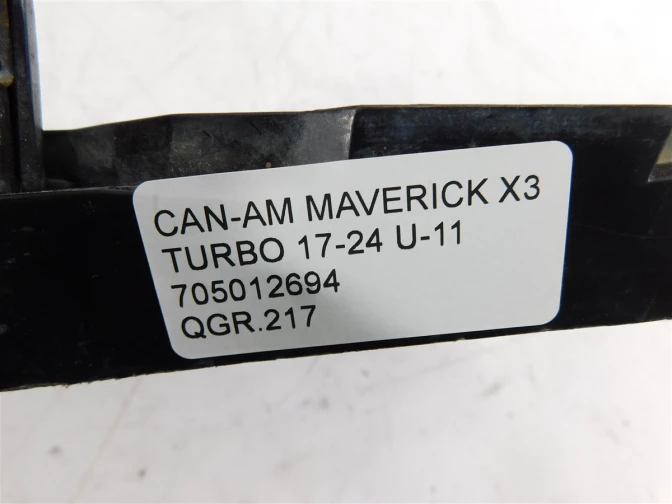 CAN-AM MAVERICK X3
TURBO 17-24 U-11
705012694
QGR.217